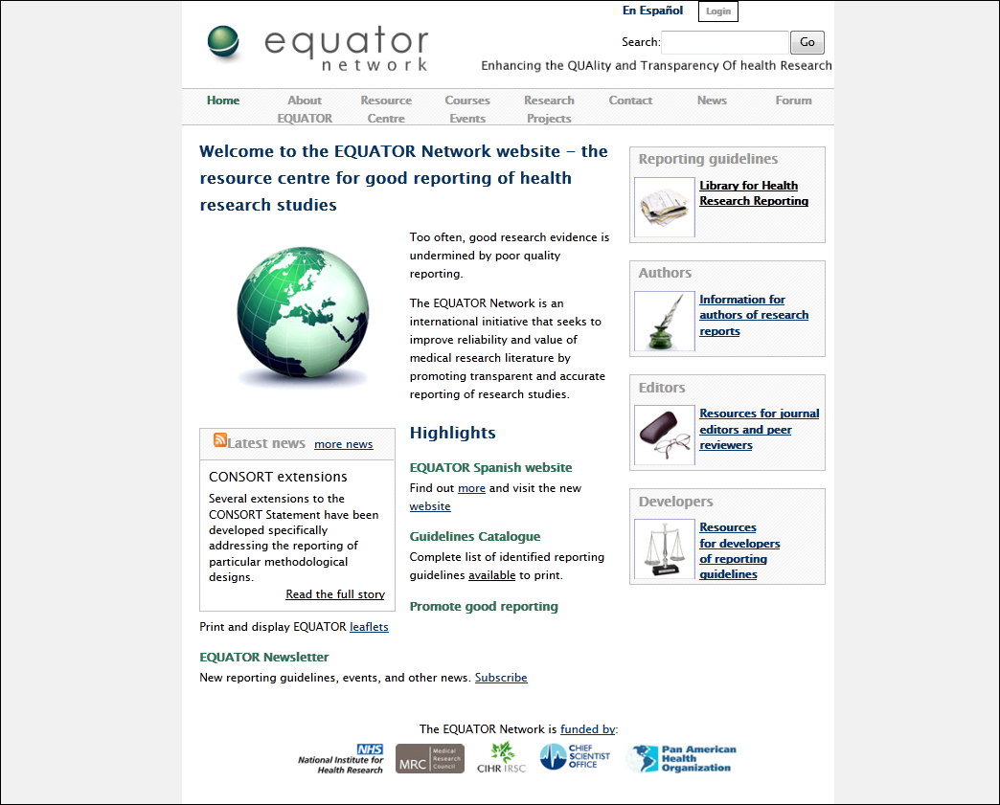 En Español
Login
equator
network
Search:
Go
Enhancing the QUAlity and Transparency Of health Research
Home
About
EQUATOR
Resource
Centre
Courses
Events
Research
Projects
Contact
News
Forum
Welcome to the EQUATOR Network website – the
resource centre for good reporting of health
research studies
Too often, good research evidence is
undermined by poor quality
reporting.
The EQUATOR Network is an
international initiative that seeks to
improve reliability and value of
medical research literature by
promoting transparent and accurate
reporting of research studies.
Latest news
more news
CONSORT extensions
Several extensions to the
CONSORT Statement have been
developed specifically
addressing the reporting of
particular methodological
designs.
Read the full story
Highlights
EQUATOR Spanish website
Find out more and visit the new
website
Guidelines Catalogue
Complete list of identified reporting
guidelines available to print.
Promote good reporting
Print and display EQUATOR leaflets
EQUATOR Newsletter
New reporting guidelines, events, and other news. Subscribe
Reporting guidelines
Library for Health
Research Reporting
Authors
Information for
authors of research
reports
Editors
Resources for journal
editors and peer
reviewers
Developers
Resources
for developers
of reporting
guidelines
The EQUATOR Network is funded by:
NHS
National Institute for
Health Research
MRC
Medical
Research
Council
CIHR IRSC
CHIEF
SCIENTIST
OFFICE
Pan American
Health
Organization